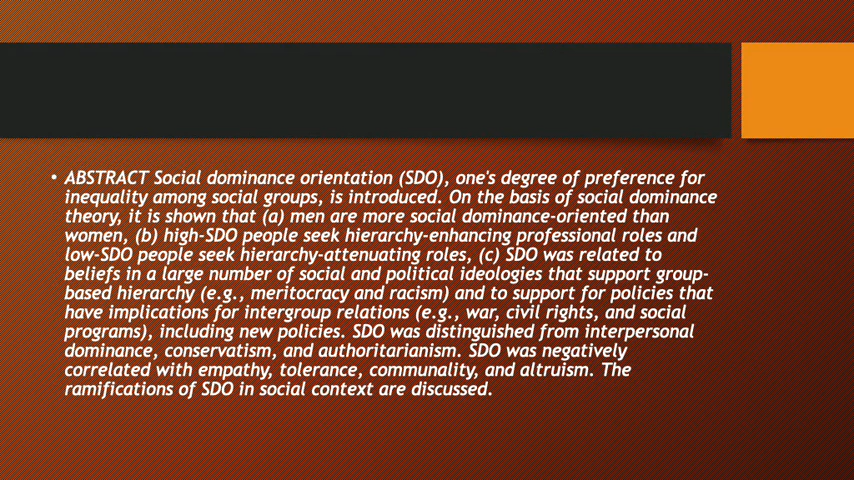 • ABSTRACT Social dominance orientation (SDO), one's degree of preference for
inequality among social groups, is introduced. On the basis of social dominance
theory, it is shown that (a) men are more social dominance-oriented than
women, (b) high-SDO people seek hierarchy-enhancing professional roles and
low-SDO people seek hierarchy-attenuating roles, (c) SDO was related to
beliefs in a large number of social and political ideologies that support group-
based hierarchy (e.g., meritocracy and racism) and to support for policies that
have implications for intergroup relations (e.g., war, civil rights, and social
programs), including new policies. SDO was distinguished from interpersonal
dominance, conservatism, and authoritarianism. SDO was negatively
correlated with empathy, tolerance, communality, and altruism. The
ramifications of SDO in social context are discussed.